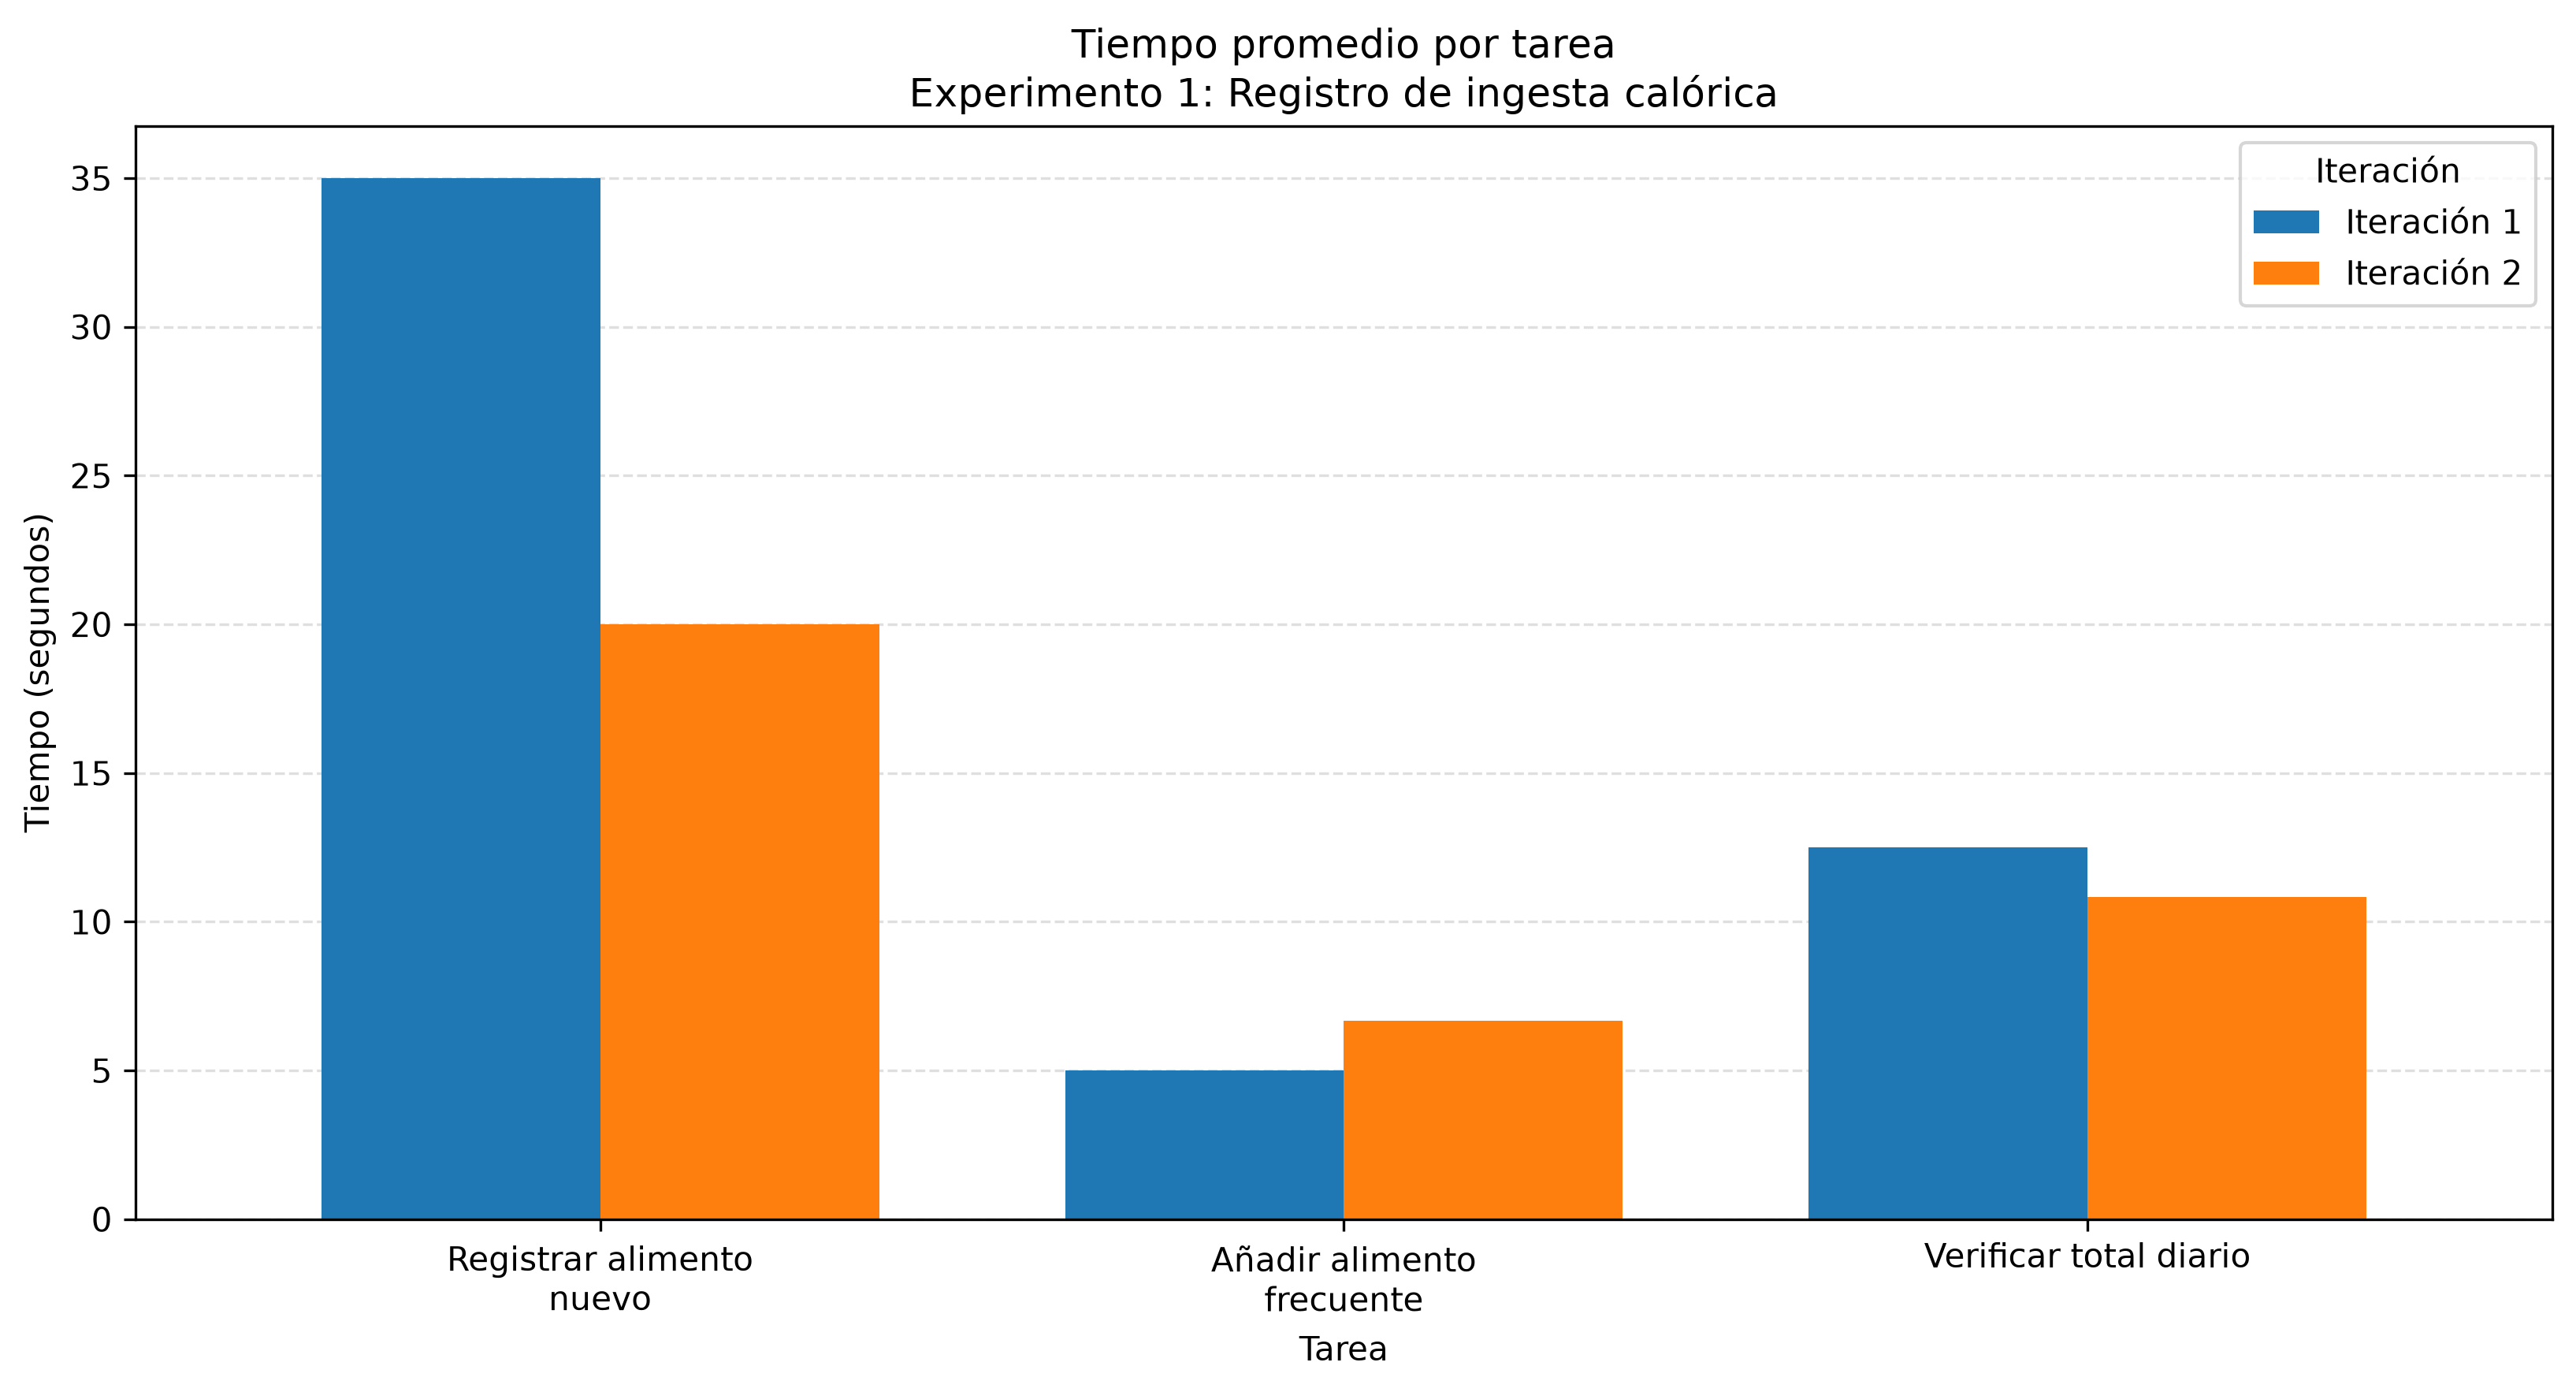 Tiempo promedio por tarea
Experimento 1: Registro de ingesta calórica
Iteración
Iteración 1
Iteración 2
Tiempo (segundos)
35
30
25
20
15
10
5
0
Registrar alimento
nuevo
Añadir alimento
frecuente
Verificar total diario
Tarea